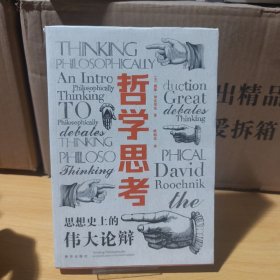 THINKING
PHILOSOPHICALLY
An Intro
duction
Philosophically
Thinking
Great
TO
debates
Philosophically
Thinking
debates
THINKING
PHILOSO
PHICAL
Thinking
David
Roochnik
the
哲学思考
思想史上的
伟大论辩
出精品
爱拆箱